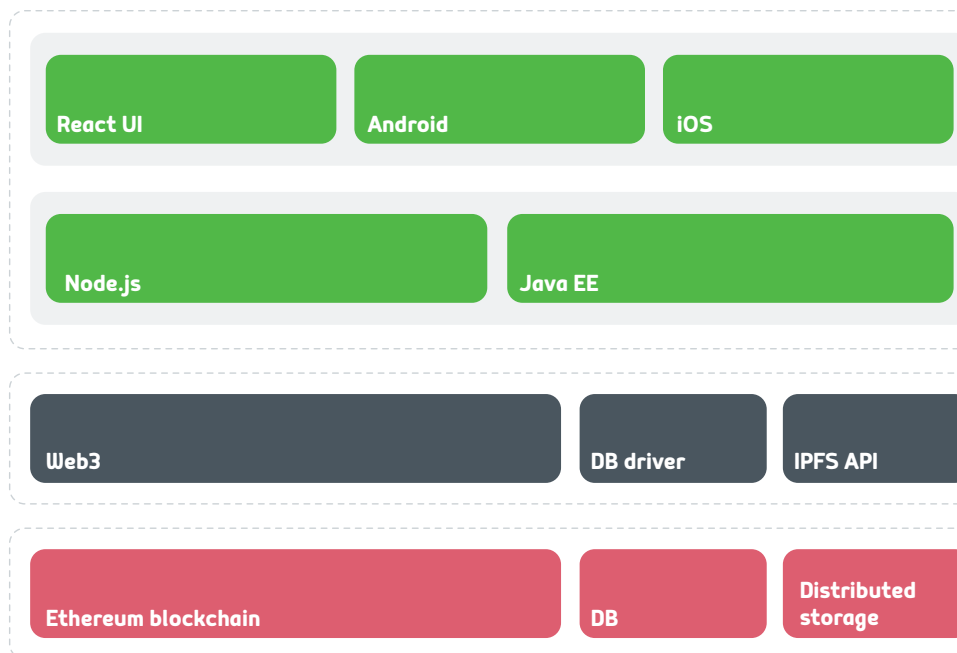 React UI
Android
iOS
Node.js
Java EE
Web3
DB driver
IPFS API
Ethereum blockchain
DB
Distributed
storage